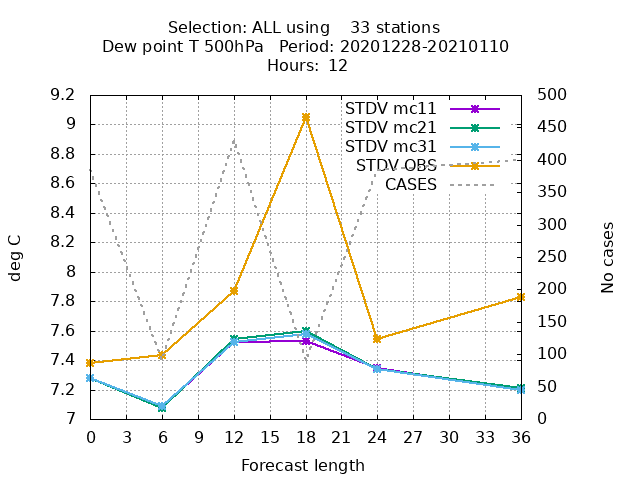 Selection: ALL using    33 stations
Dew point T 500hPa   Period: 20201228-20210110
Hours:  12
STDV mc11
STDV mc21
STDV mc31
STDV OBS
CASES
9.2
9
8.8
8.6
8.4
8.2
8
7.8
7.6
7.4
7.2
7
deg C
500
450
400
350
300
250
200
150
100
50
0
No cases
0 3 6 9 12 15 18 21 24 27 30 33 36
Forecast length